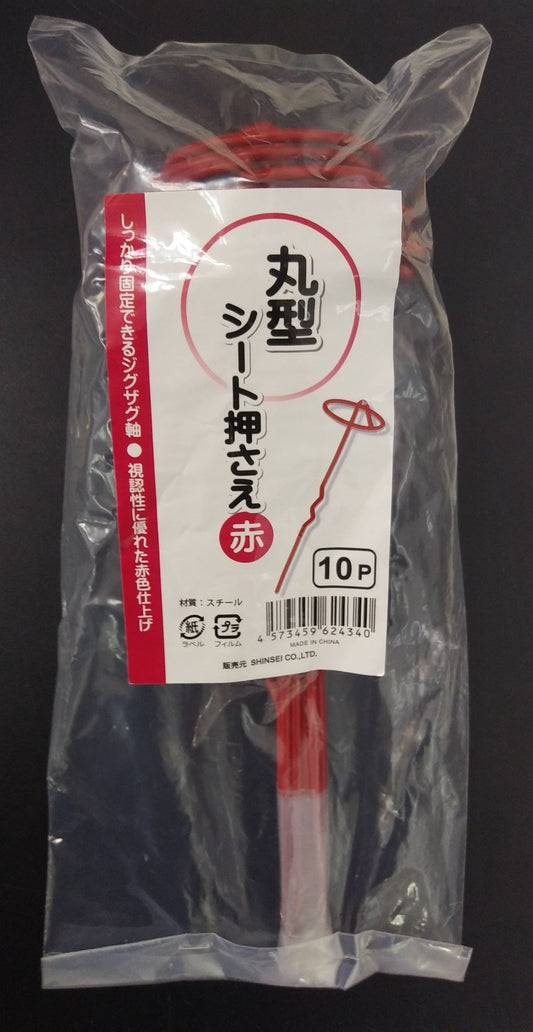 丸型
シート押さえ
赤
しっかり固定できるジグザグ軸●視認性に優れた赤色仕上げ
10P
材質：スチール
紙 プラ
ラベル フィルム
4 573459 624340
MADE IN CHINA
販売元 SHINSEI CO.,LTD.